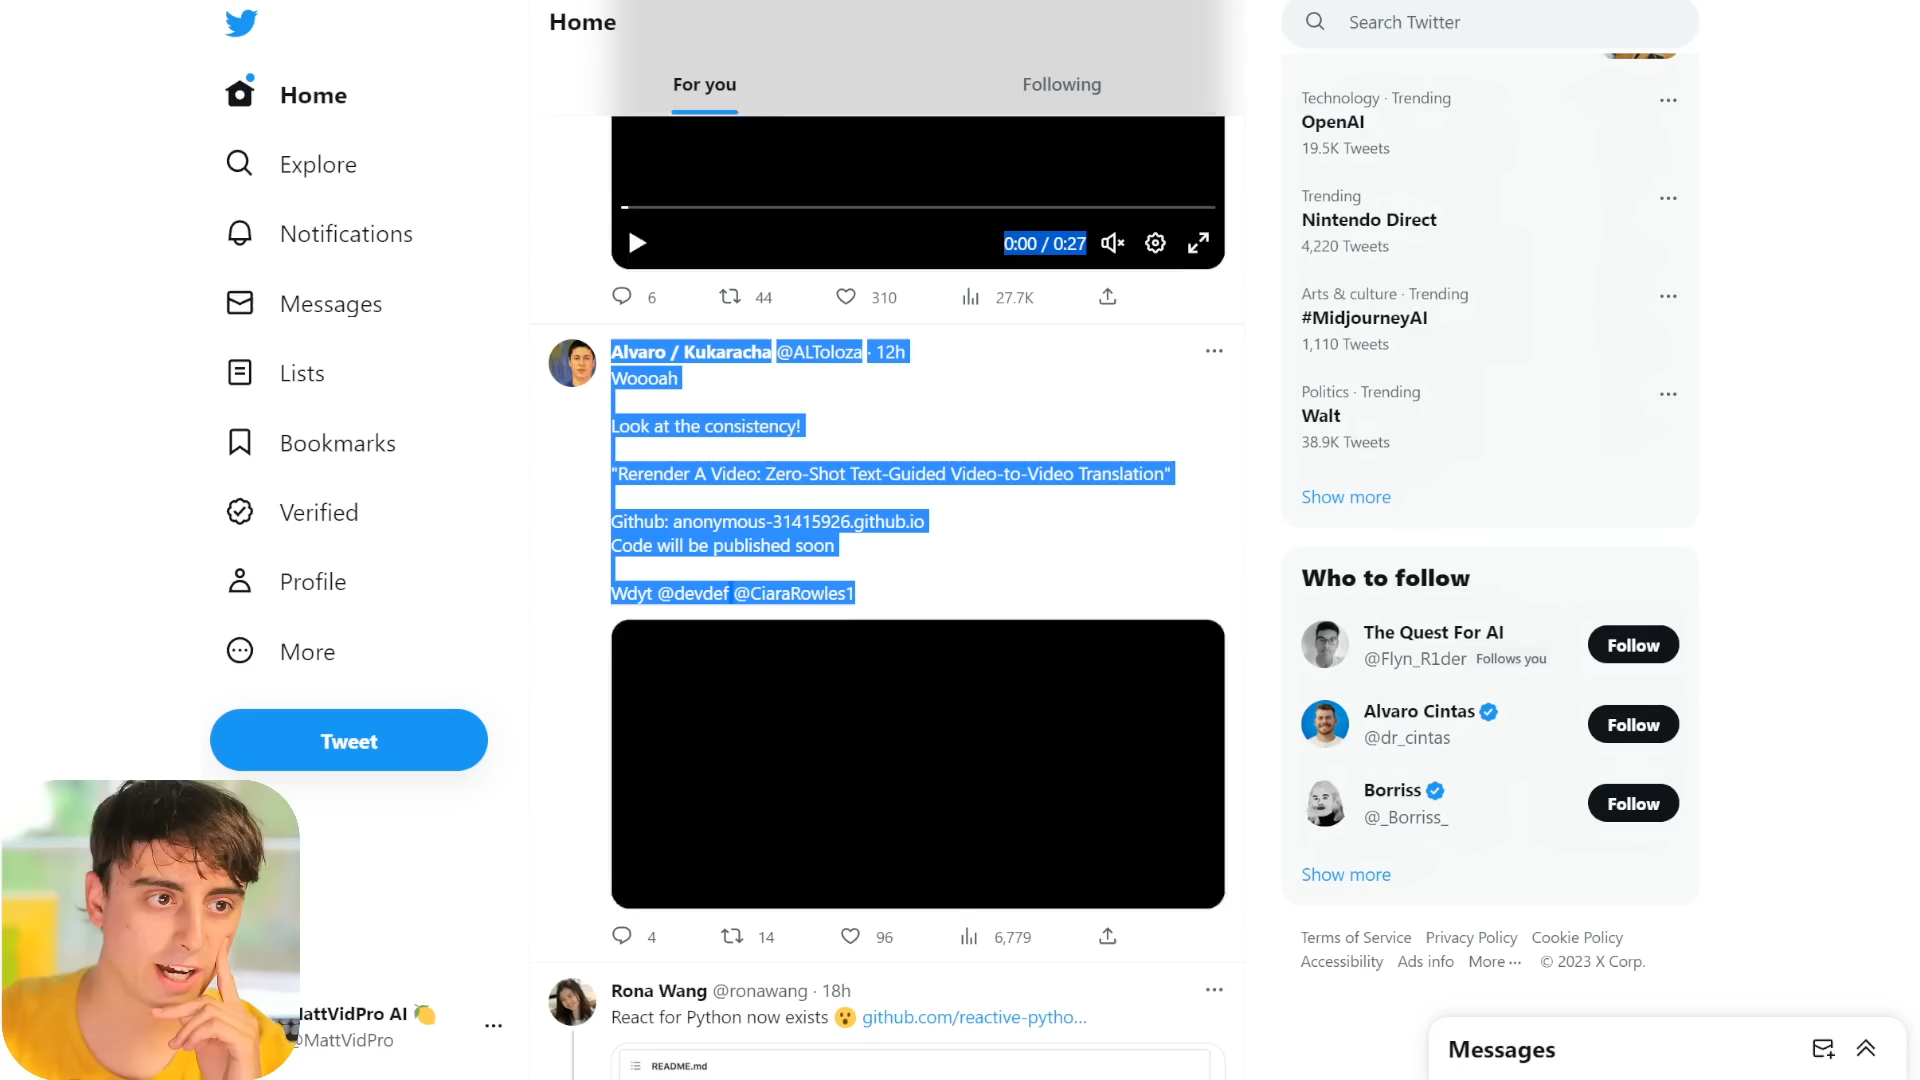 Home
Explore
Notifications
Messages
Lists
Bookmarks
Verified
Profile
More
Tweet
MattVidPro
Home
For you
Following
0:00 / 0:27
6
44
310
27.7K
Alvaro / Kukaracha @ALToloza · 12h
Woooah
Look at the consistency!
"Rerender A Video: Zero-Shot Text-Guided Video-to-Video Translation"
Github: anonymous-31415926.github.io
Code will be published soon
Wdyt @devdef @CiaraRowles1
4
14
96
6,779
Rona Wang @ronawang · 18h
React for Python now exists 😮 github.com/reactive-pytho...
README.md
Search Twitter
Technology · Trending
OpenAI
19.5K Tweets
Trending
Nintendo Direct
4,220 Tweets
Arts & culture · Trending
#MidjourneyAI
1,110 Tweets
Politics · Trending
Walt
38.9K Tweets
Show more
Who to follow
The Quest For AI
@Flyn_R1der Follows you
Follow
Alvaro Cintas
@dr_cintas
Follow
Borriss
@_Borriss_
Follow
Show more
Terms of Service Privacy Policy Cookie Policy
Accessibility Ads info More ··· © 2023 X Corp.
Messages